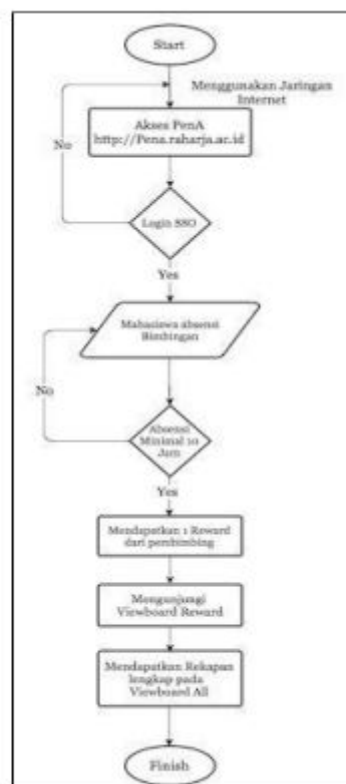 Start
Menggunakan Jaringan
Internet
Akses PenA
http://Pena.raharja.ac.id
No
Login SSO
Yes
Mahasiswa absensi
Bimbingan
No
Absensi
Minimal 10
Jam
Yes
Mendapatkan 1 Reward
dari pembimbing
Mengunjungi
Viewboard Reward
Mendapatkan Rekapan
lengkap pada
Viewboard All
Finish